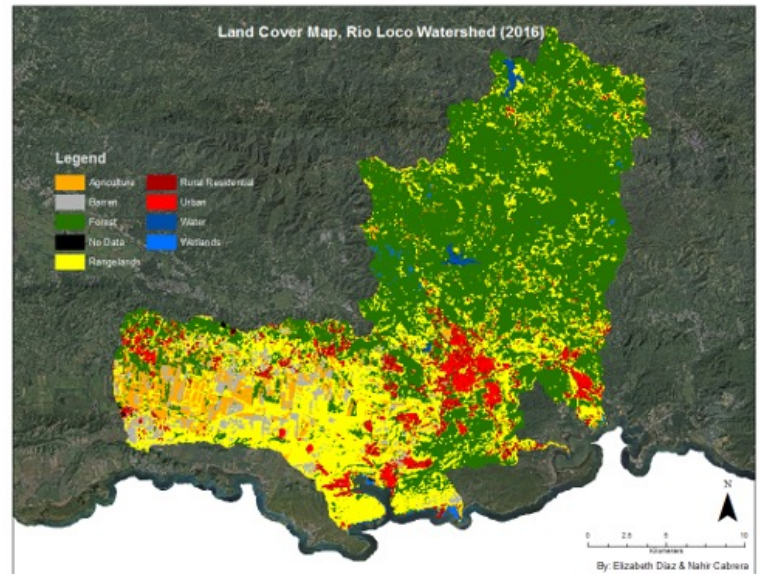 Land Cover Map, Rio Loco Watershed (2016)
Legend
Agriculture
Barren
Forest
No Data
Rangelands
Rural Residential
Urban
Water
Wetlands
N
0 2.5 5 10
Kilometers
By: Elizabeth Diaz & Nahir Cabrera